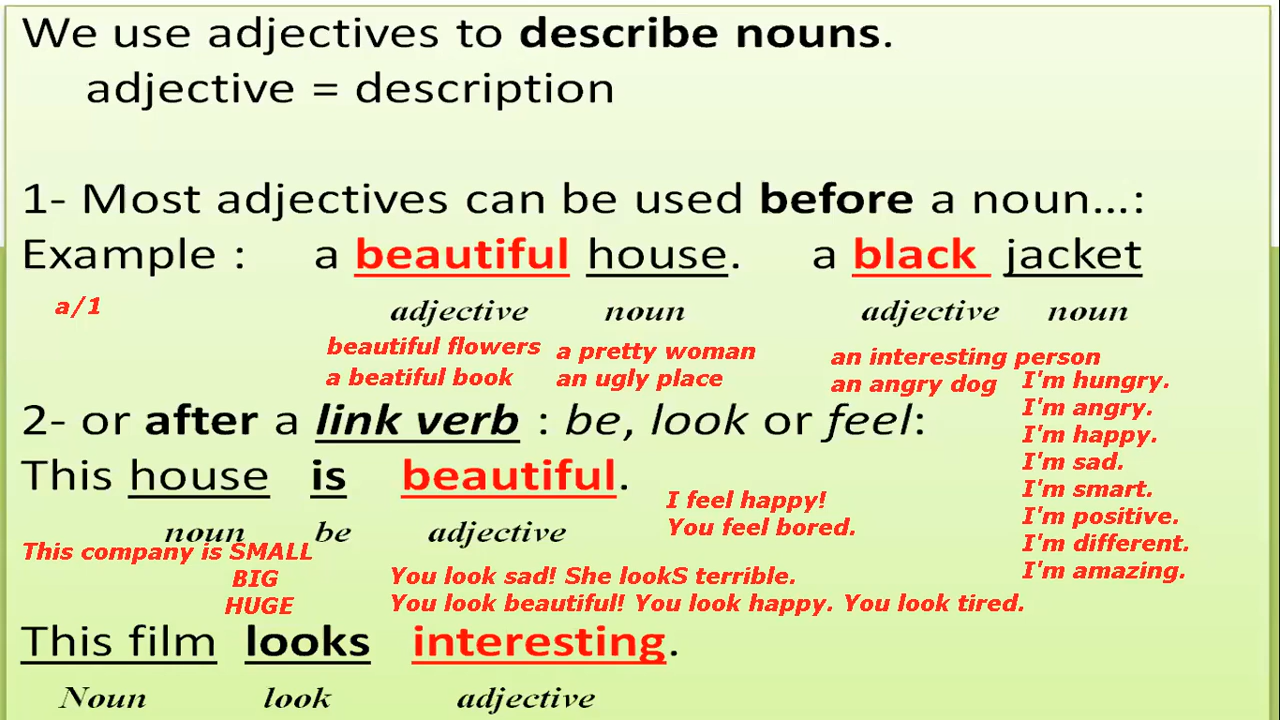 We use adjectives to describe nouns.
adjective = description
1- Most adjectives can be used before a noun...:
Example : a beautiful house. a black jacket
a/1
adjective noun adjective noun
beautiful flowers a pretty woman an interesting person
a beatiful book an ugly place an angry dog
I'm hungry.
I'm angry.
I'm happy.
I'm sad.
I'm smart.
I'm positive.
I'm different.
I'm amazing.
2- or after a link verb : be, look or feel:
This house is beautiful.
noun be adjective
I feel happy!
You feel bored.
This company is SMALL
BIG
HUGE
You look sad! She lookS terrible.
You look beautiful! You look happy. You look tired.
This film looks interesting.
Noun look adjective